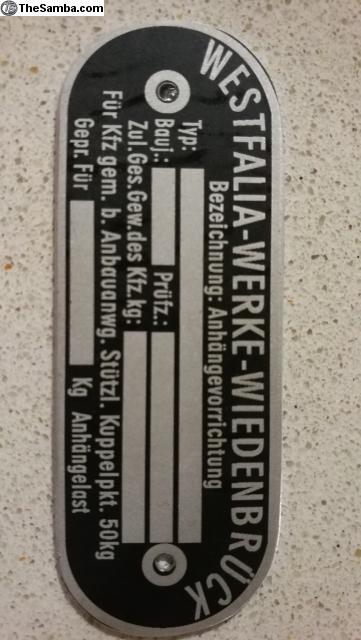 TheSamba.com
WESTFALIA-WERKE-WIEDENBRÜCK
Bezeichnung: Anhängevorrichtung
Typ:
Bauj.: Prüfz.:
Zul.Ges.Gew.des Kfz.kg:
Für Kfz gem. b. Anbauanwg. Stützl. Kuppelpkt. 50kg
Gepr. Für Kg Anhängelast